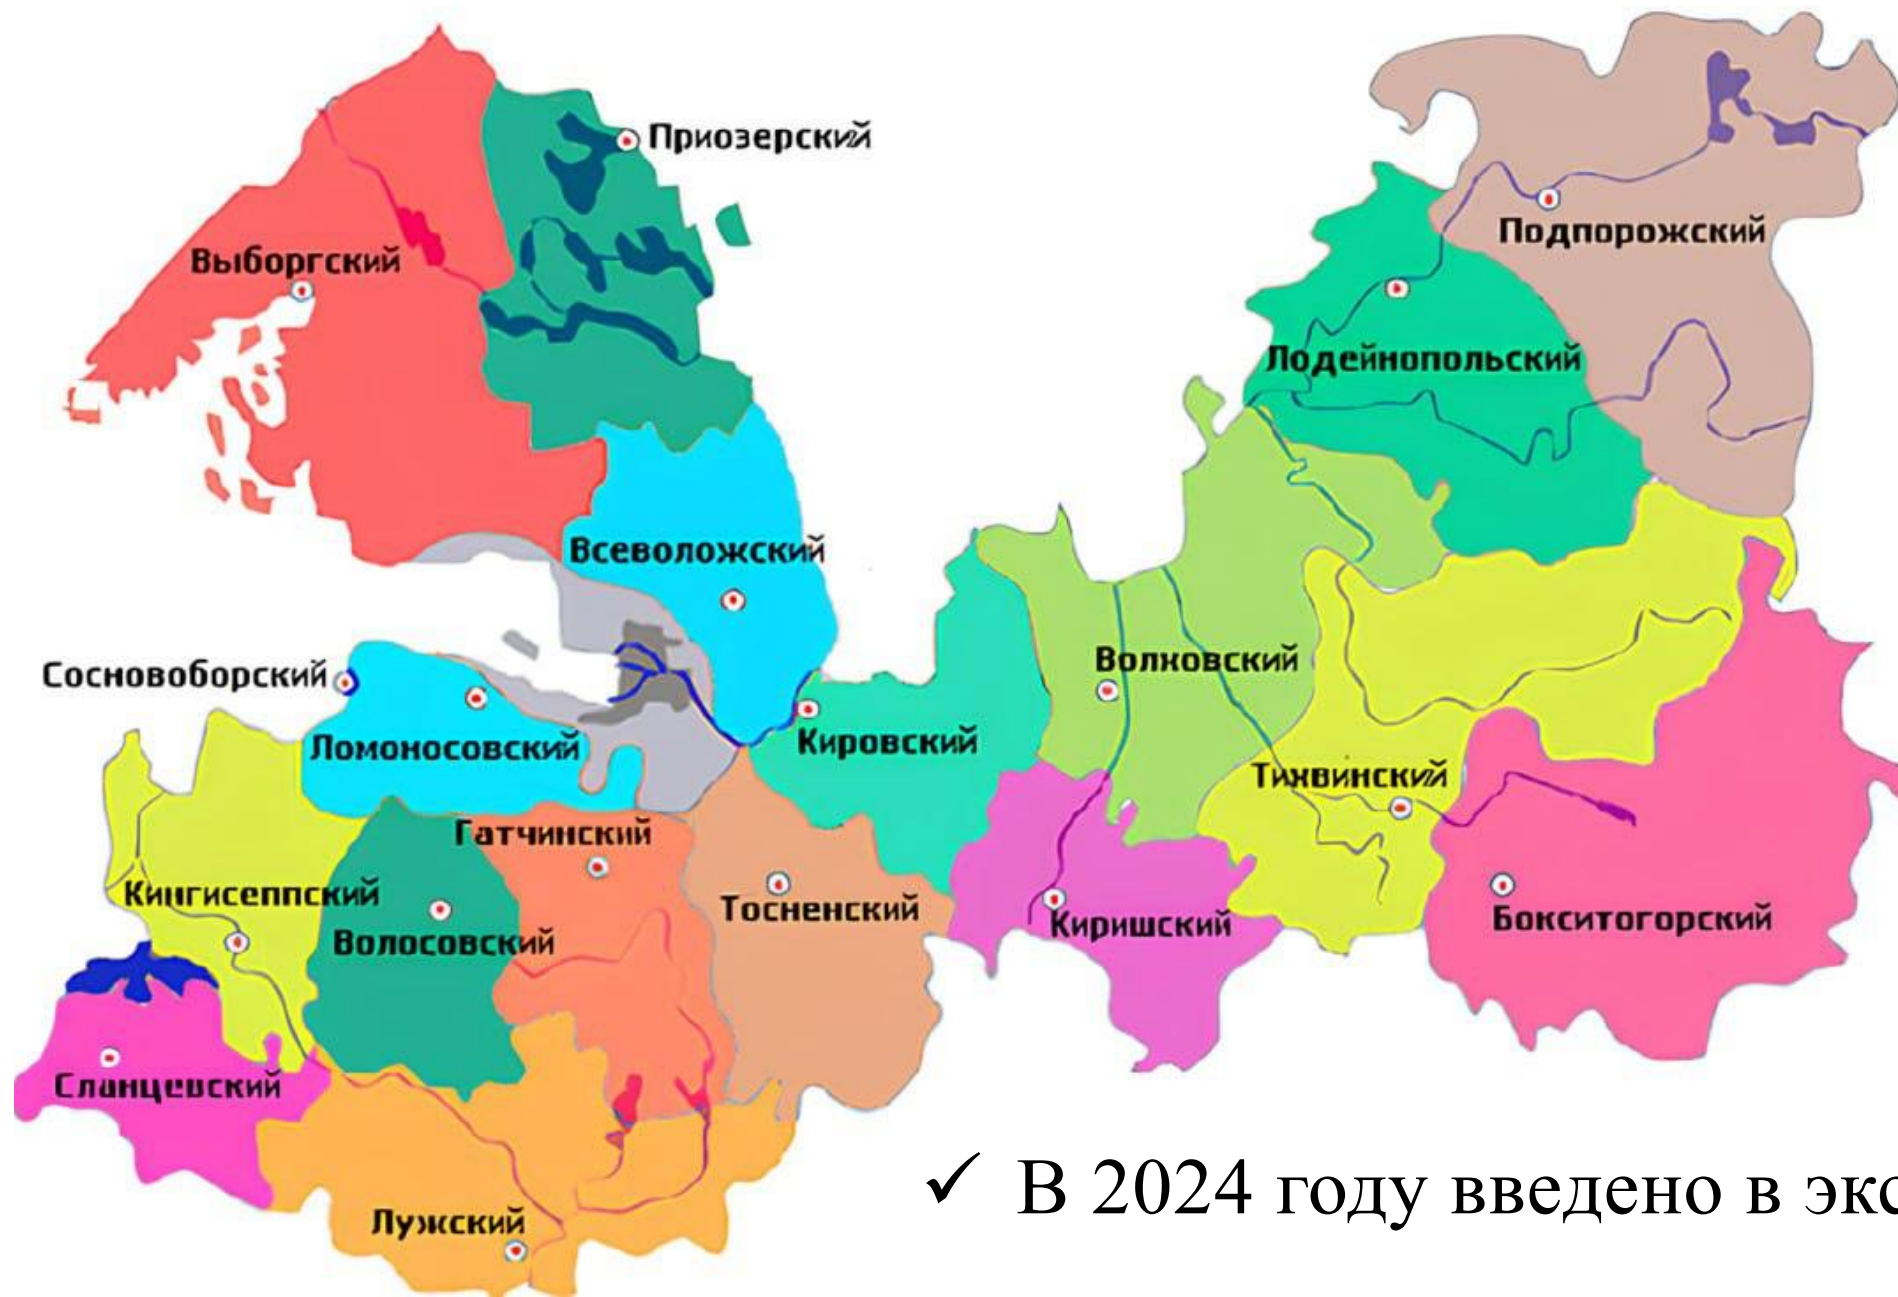 Приозерский
Подпорожский
Выборгский
Лодейнопольский
Всеволожский
Волховский
Сосновоборский
Ломоносовский
Кировский
Тихвинский
Гатчинский
Кингисеппский
Тосненский
Бокситогорский
Киришский
Волосовский
Сланцевский
✓ В 2024 году введено в экс
Лужский